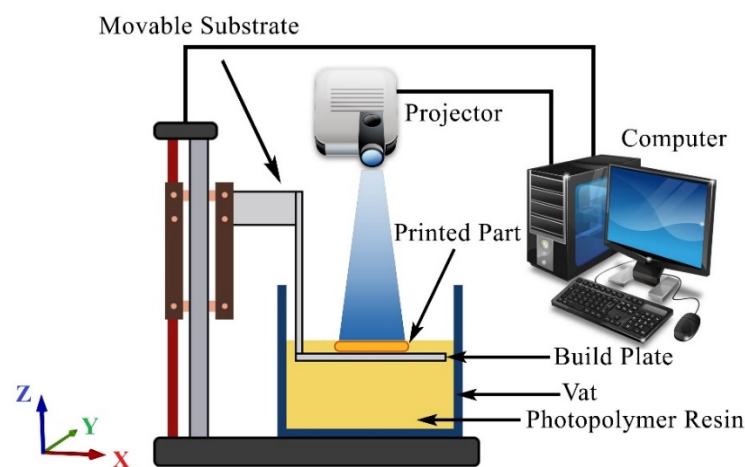 Movable Substrate
Projector
Computer
Printed Part
Build Plate
Vat
Photopolymer Resin
Z
Y
X